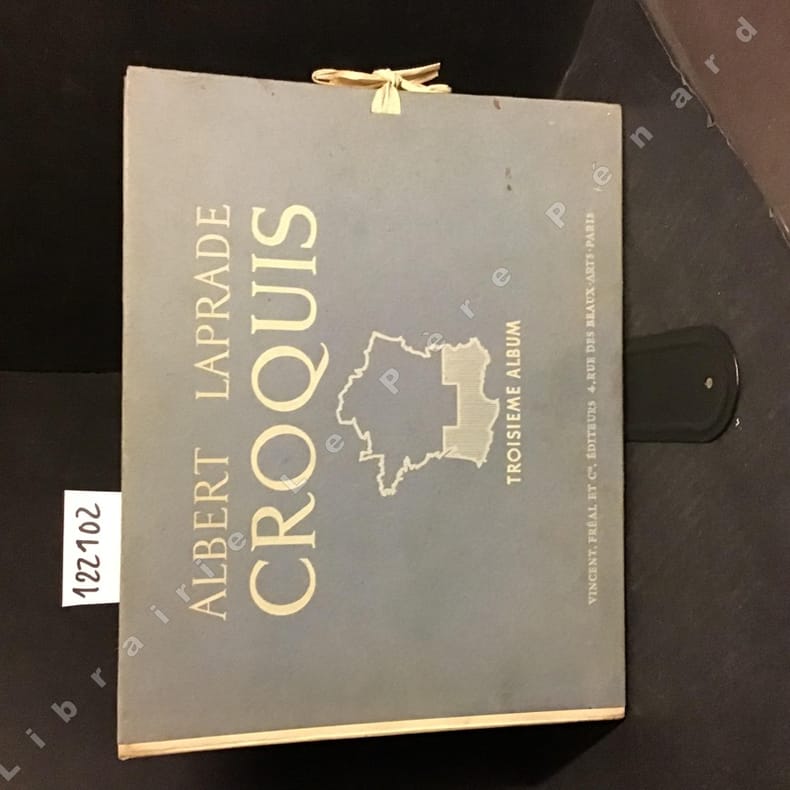 ALBERT LAPRADE
CROQUIS
TROISIEME ALBUM
VINCENT, FRÉAL ET Cie, ÉDITEURS 4, RUE DES BEAUX-ARTS-PARIS
122102
Librairie Le Père Pénard